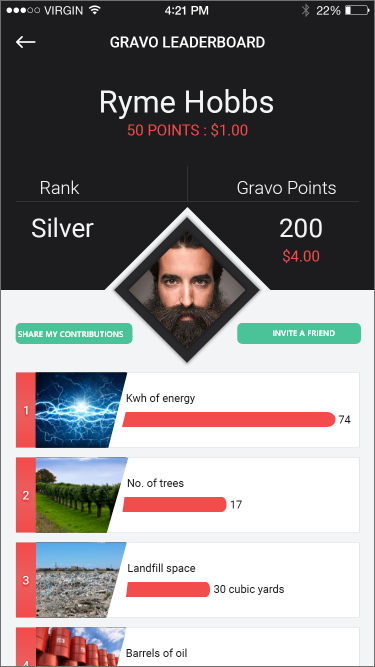 VIRGIN 4:21 PM 22%
GRAVO LEADERBOARD
Ryme Hobbs
50 POINTS : $1.00
Rank
Gravo Points
Silver
200
$4.00
SHARE MY CONTRIBUTIONS
INVITE A FRIEND
1
Kwh of energy
74
2
No. of trees
17
3
Landfill space
30 cubic yards
4
Barrels of oil